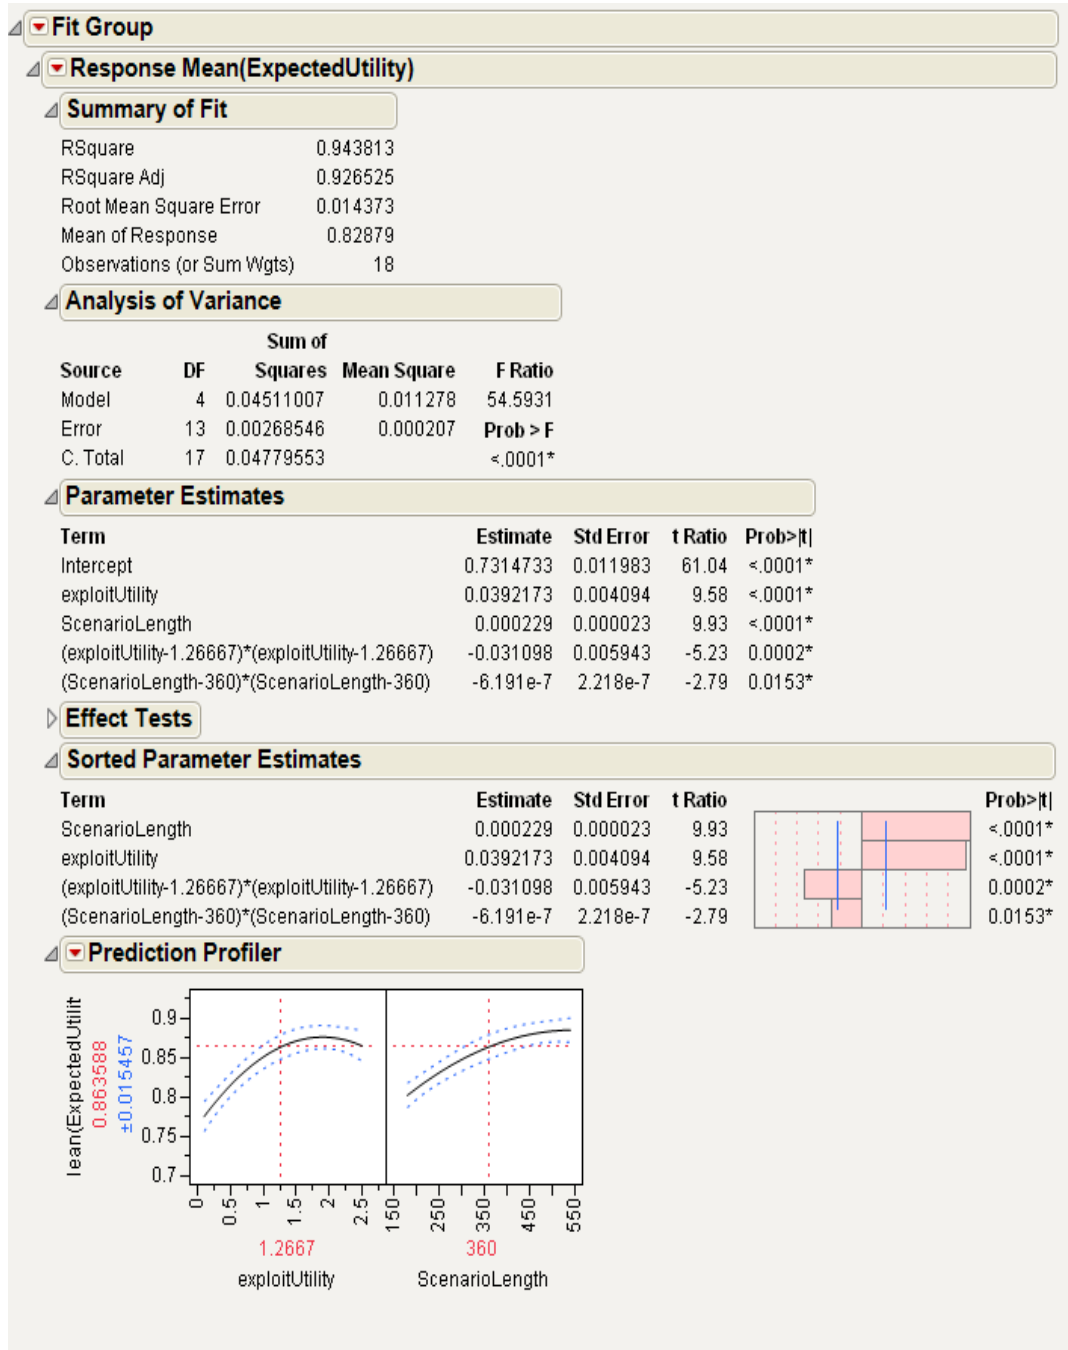 Fit Group
Response Mean(ExpectedUtility)
Summary of Fit
RSquare 0.943813
RSquare Adj 0.926525
Root Mean Square Error 0.014373
Mean of Response 0.82879
Observations (or Sum Wgts) 18
Analysis of Variance
Sum of
Source DF Squares Mean Square F Ratio
Model 4 0.04511007 0.011278 54.5931
Error 13 0.00268546 0.000207 Prob > F
C. Total 17 0.04779553 <.0001*
Parameter Estimates
Term Estimate Std Error t Ratio Prob>|t|
Intercept 0.7314733 0.011983 61.04 <.0001*
exploitUtility 0.0392173 0.004094 9.58 <.0001*
ScenarioLength 0.000229 0.000023 9.93 <.0001*
(exploitUtility-1.26667)*(exploitUtility-1.26667) -0.031098 0.005943 -5.23 0.0002*
(ScenarioLength-360)*(ScenarioLength-360) -6.191e-7 2.218e-7 -2.79 0.0153*
Effect Tests
Sorted Parameter Estimates
Term Estimate Std Error t Ratio Prob>|t|
ScenarioLength 0.000229 0.000023 9.93 <.0001*
exploitUtility 0.0392173 0.004094 9.58 <.0001*
(exploitUtility-1.26667)*(exploitUtility-1.26667) -0.031098 0.005943 -5.23 0.0002*
(ScenarioLength-360)*(ScenarioLength-360) -6.191e-7 2.218e-7 -2.79 0.0153*
Prediction Profiler
lean(ExpectedUtilit
0.863588
±0.015457
0.9
0.85
0.8
0.75
0.7
0 0.5 1 1.5 2 2.5 150 250 350 450 550
1.2667 360
exploitUtility ScenarioLength